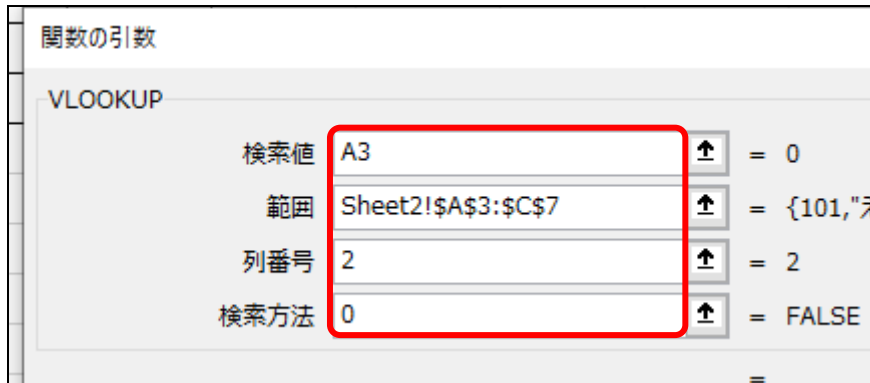 関数の引数
VLOOKUP
検索値 A3 = 0
範囲 Sheet2!$A$3:$C$7 = {101,"
列番号 2 = 2
検索方法 0 = FALSE
=